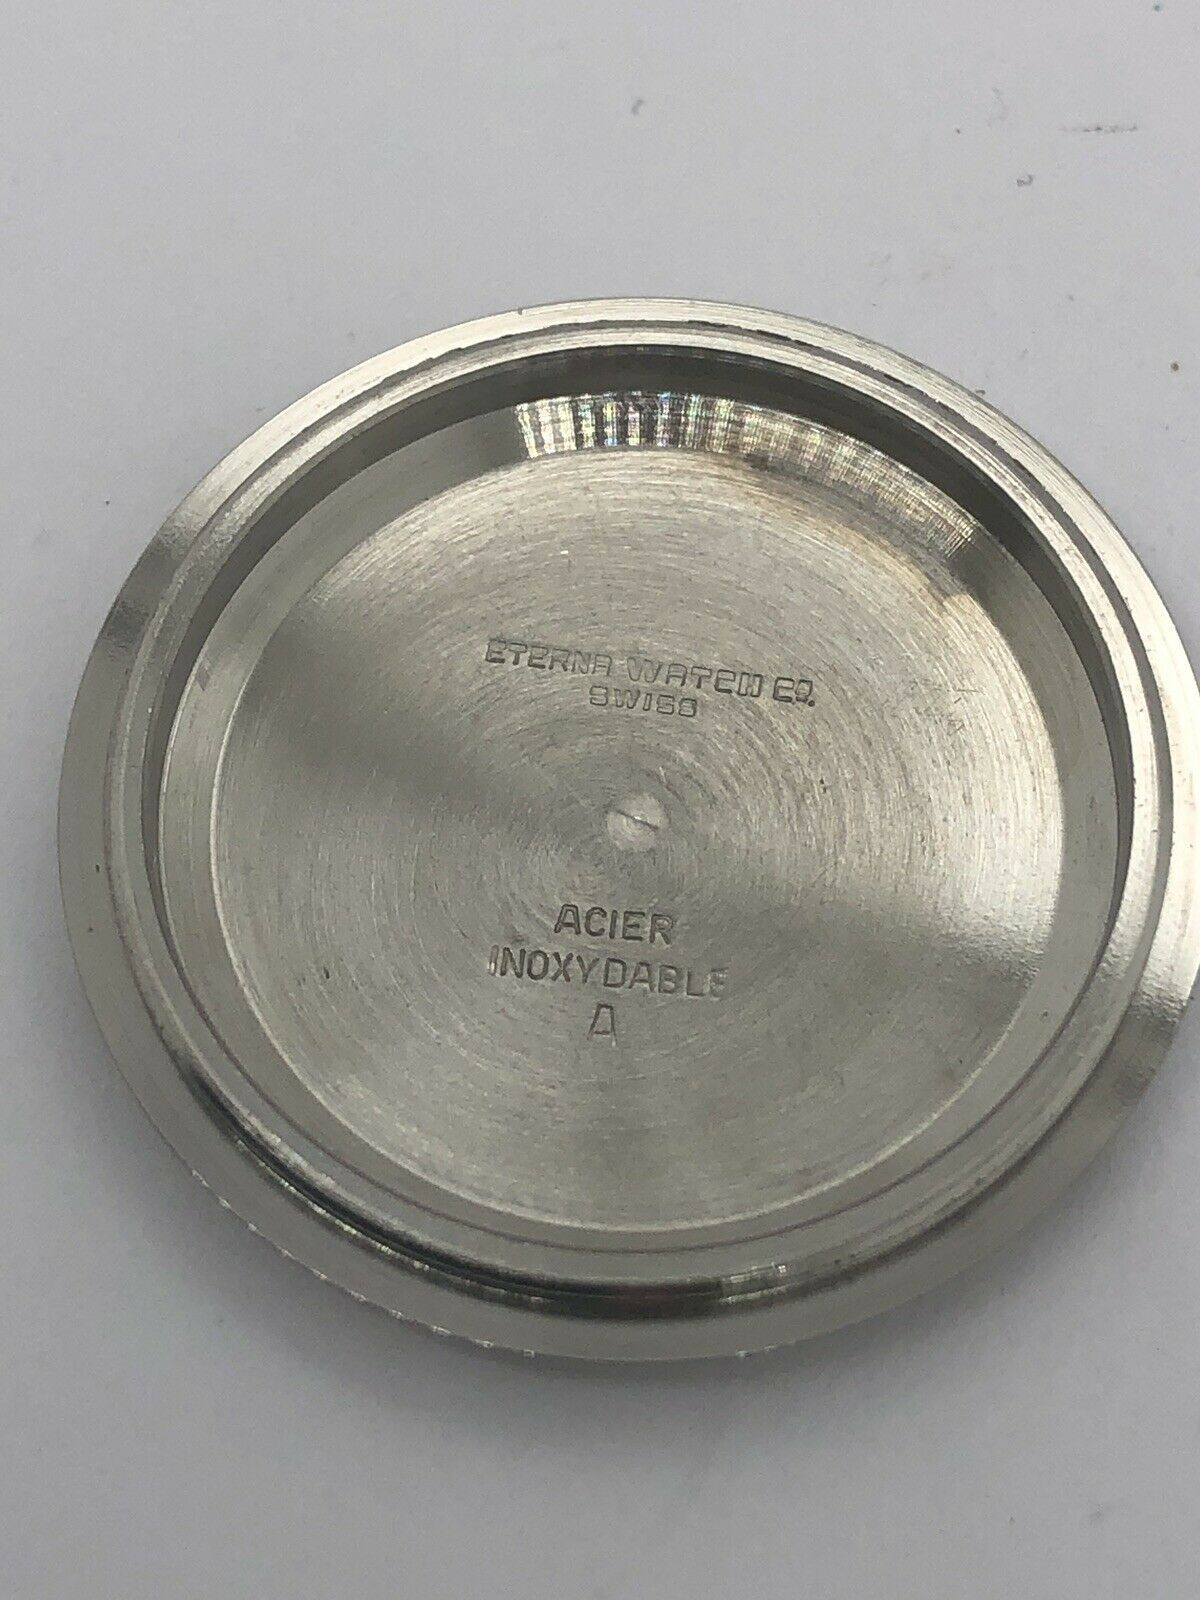 ETERNA WATCH Co.
SWISS
ACIER
INOXYDABLE
A